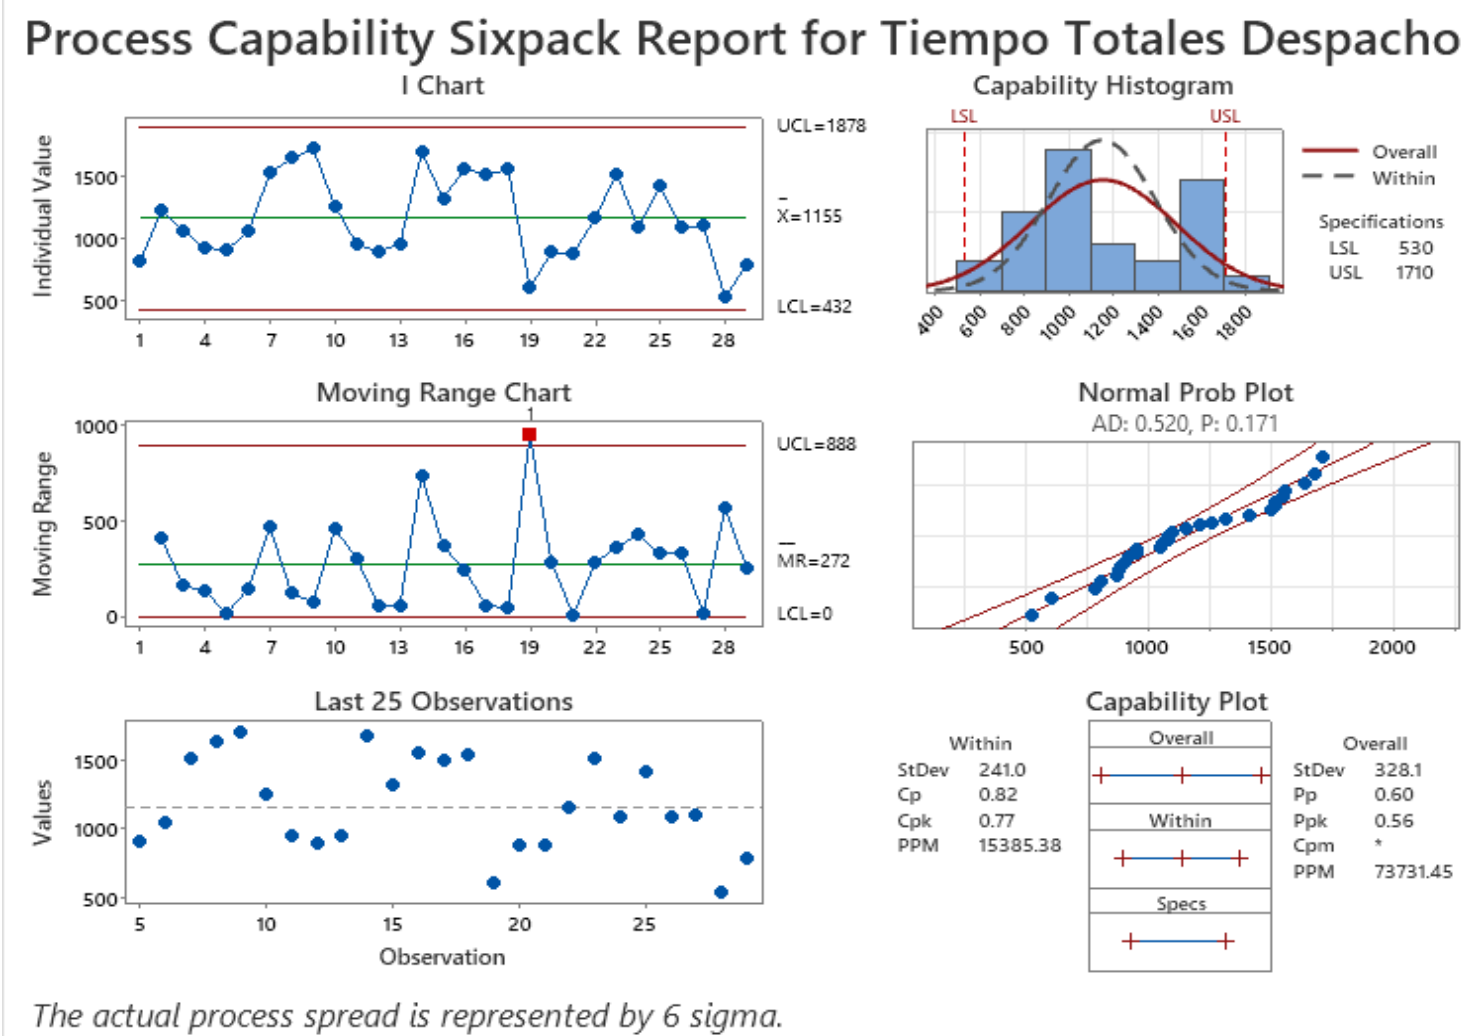 Process Capability Sixpack Report for Tiempo Totales Despacho
I Chart
Individual Value
1500
1000
500
1 4 7 10 13 16 19 22 25 28
UCL=1878
X̄=1155
LCL=432
Capability Histogram
LSL USL
400 600 800 1000 1200 1400 1600 1800
Overall
Within
Specifications
LSL 530
USL 1710
Moving Range Chart
Moving Range
1000
500
0
1
1 4 7 10 13 16 19 22 25 28
UCL=888
M̄R̄=272
LCL=0
Normal Prob Plot
AD: 0.520, P: 0.171
500 1000 1500 2000
Last 25 Observations
Values
1500
1000
500
5 10 15 20 25
Observation
Capability Plot
Within
StDev 241.0
Cp 0.82
Cpk 0.77
PPM 15385.38
Overall
Within
Specs
Overall
StDev 328.1
Pp 0.60
Ppk 0.56
Cpm *
PPM 73731.45
The actual process spread is represented by 6 sigma.